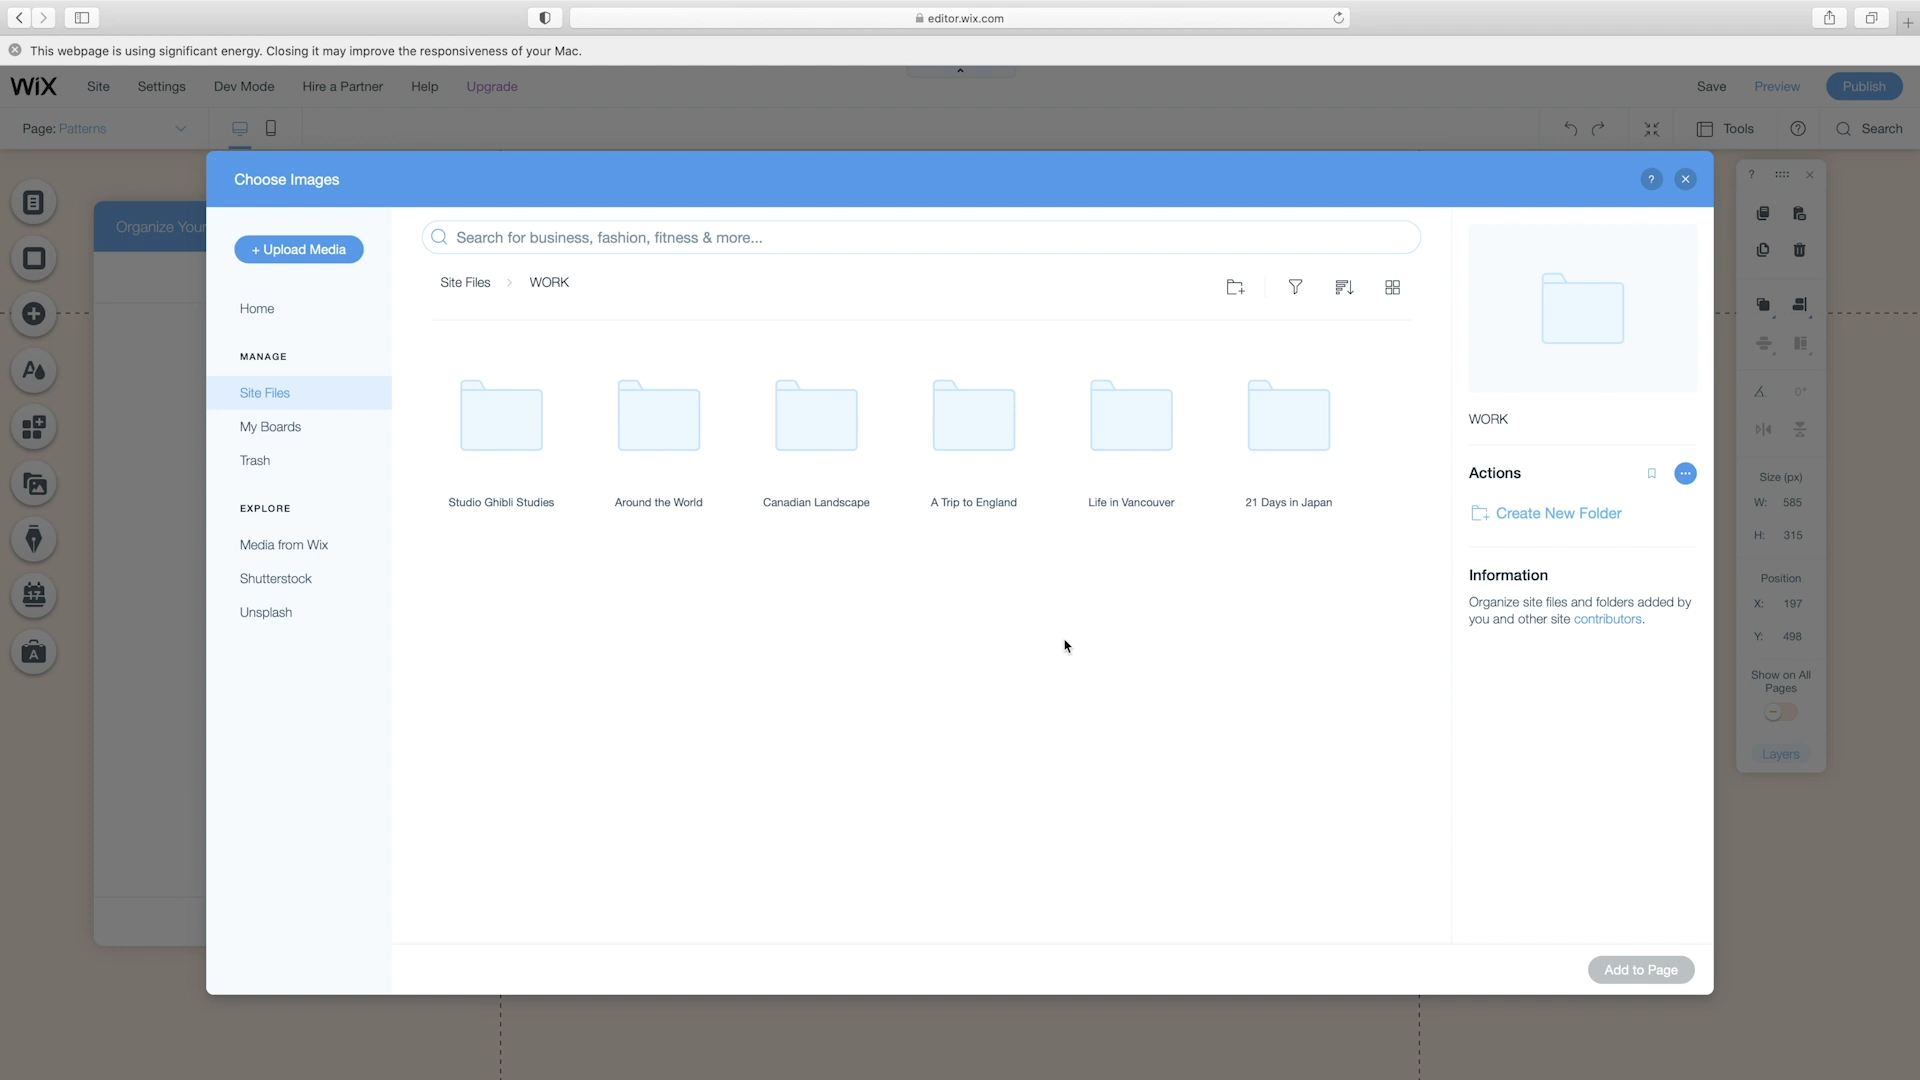 editor.wix.com
This webpage is using significant energy. Closing it may improve the responsiveness of your Mac.
WiX Site Settings Dev Mode Hire a Partner Help Upgrade Save Preview Publish
Page: Patterns Tools ? Search
Choose Images ?
Organize Your
+ Upload Media
Search for business, fashion, fitness & more...
Site Files > WORK
Home
MANAGE
Site Files
My Boards
Trash
EXPLORE
Media from Wix
Shutterstock
Unsplash
17
A
Studio Ghibli Studies
Around the World
Canadian Landscape
A Trip to England
Life in Vancouver
21 Days in Japan
WORK
Actions
Create New Folder
Information
Organize site files and folders added by
you and other site contributors.
Add to Page
?
0°
Size (px)
W: 585
H: 315
Position
X: 197
Y: 498
Show on All
Pages
Layers